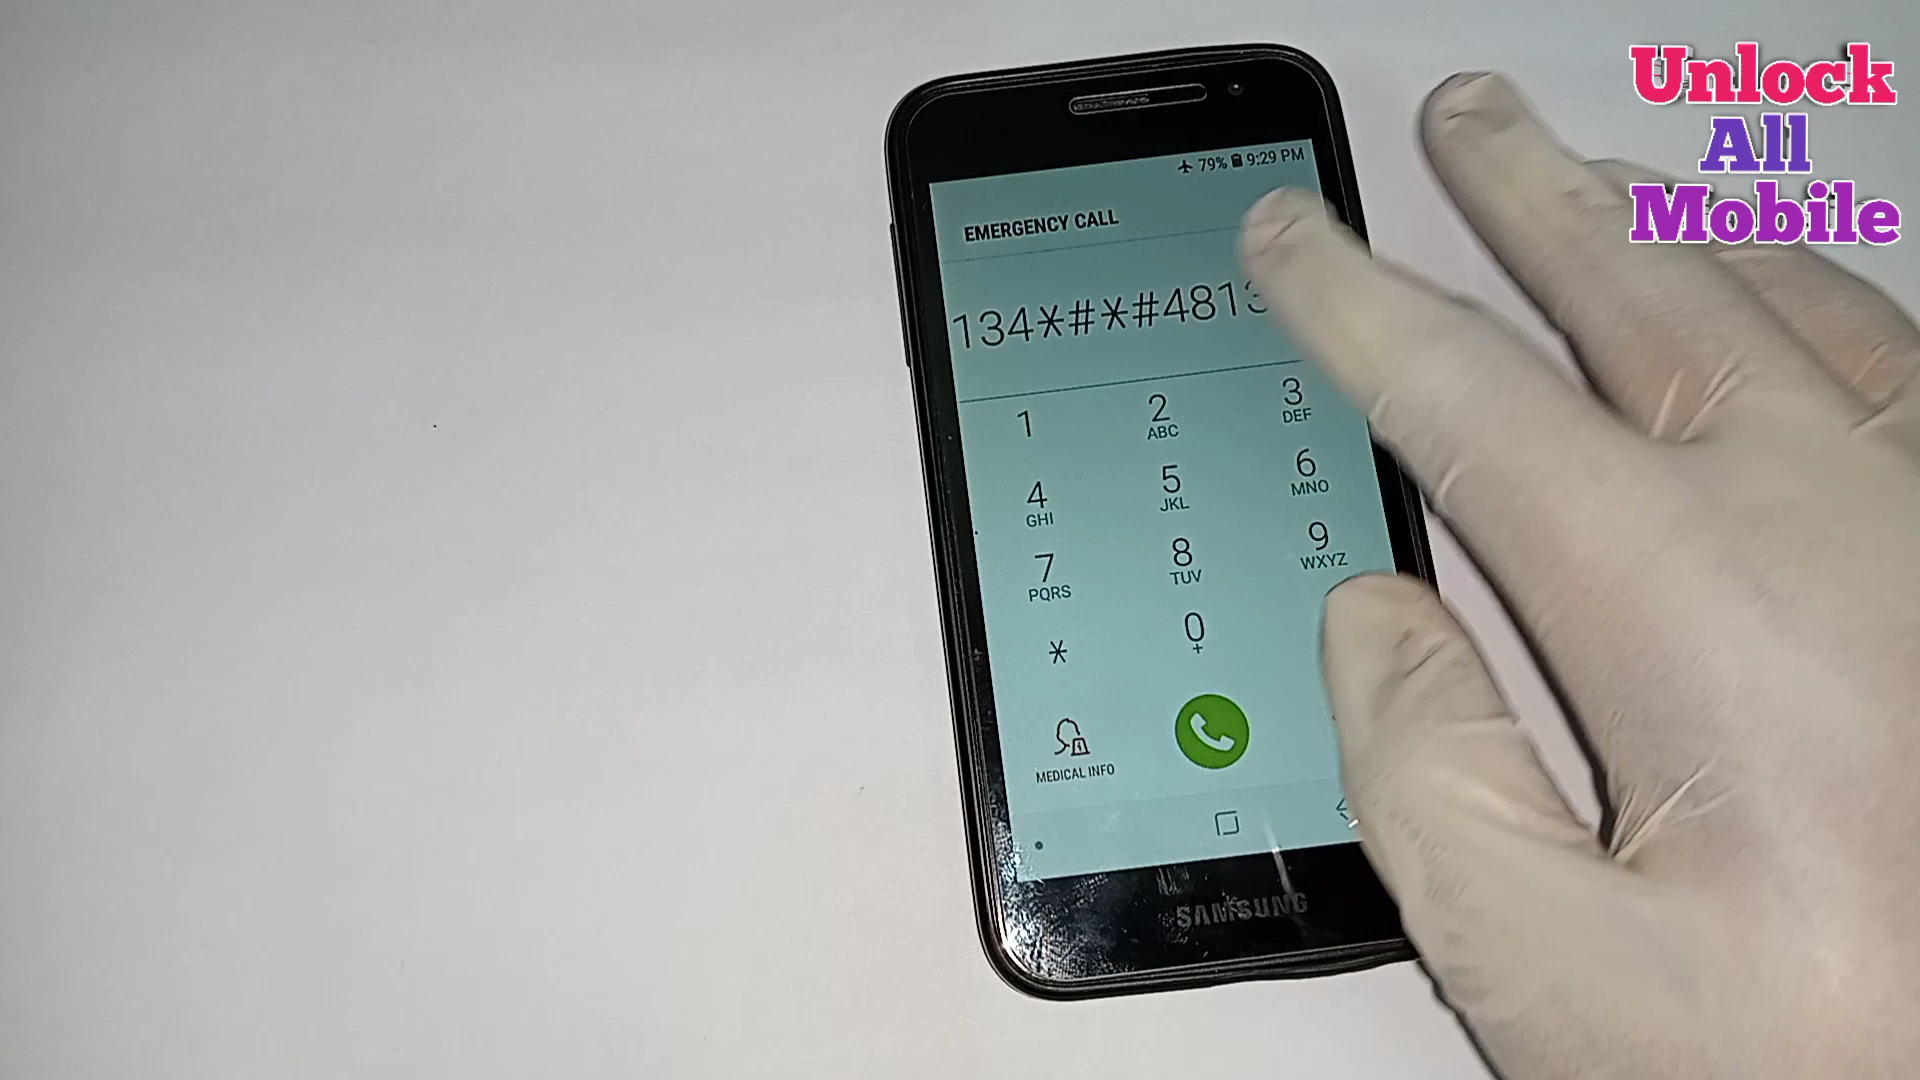 Unlock
All
Mobile
79% 9:29 PM
EMERGENCY CALL
134*#*#4813
1 2 3
ABC DEF
4 5 6
GHI JKL MNO
7 8 9
PQRS TUV WXYZ
* 0
+
MEDICAL INFO
SAMSUNG